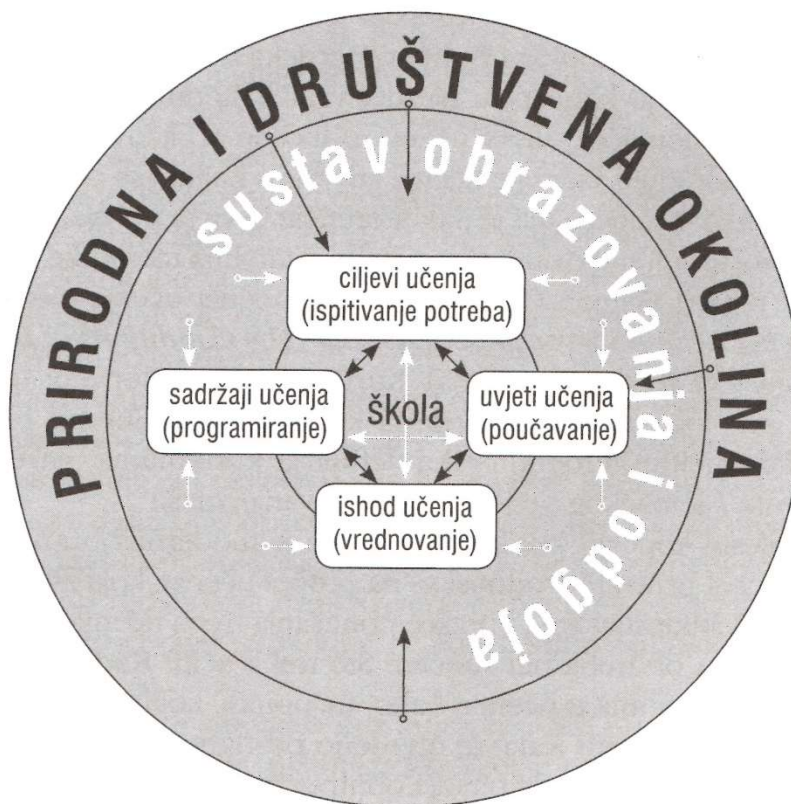 PRIRODNA I DRUŠTVENA OKOLINA
sustav obrazovanja i odgoja
ciljevi učenja
(ispitivanje potreba)
sadržaji učenja
(programiranje)
škola
uvjeti učenja
(poučavanje)
ishod učenja
(vrednovanje)